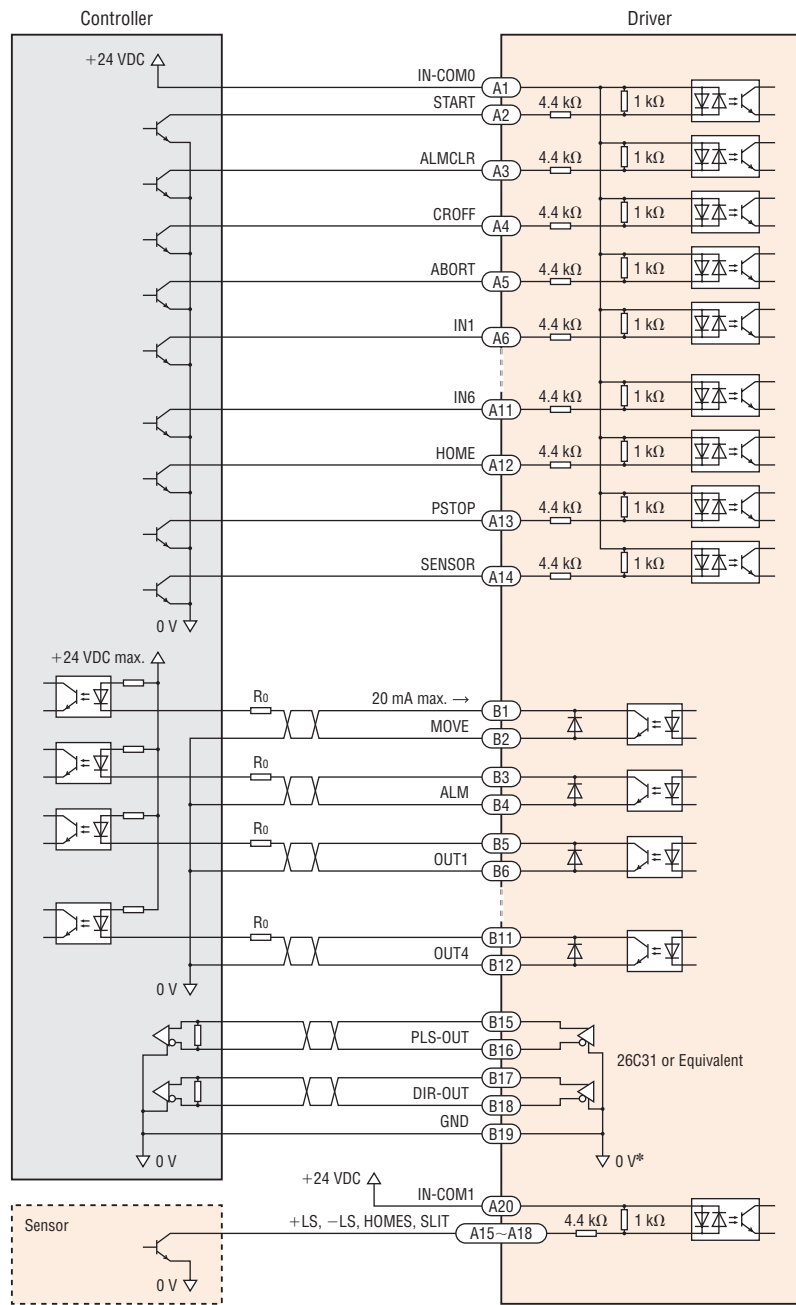 Controller
Driver
+24 VDC
IN-COM0
A1
START
A2
4.4 kΩ
1 kΩ
ALMCLR
A3
4.4 kΩ
1 kΩ
CROFF
A4
4.4 kΩ
1 kΩ
ABORT
A5
4.4 kΩ
1 kΩ
IN1
A6
4.4 kΩ
1 kΩ
IN6
A11
4.4 kΩ
1 kΩ
HOME
A12
4.4 kΩ
1 kΩ
PSTOP
A13
4.4 kΩ
1 kΩ
SENSOR
A14
4.4 kΩ
1 kΩ
0 V
+24 VDC max.
R0
20 mA max. →
B1
MOVE
B2
R0
B3
ALM
B4
R0
B5
OUT1
B6
R0
B11
OUT4
B12
0 V
B15
PLS-OUT
B16
26C31 or Equivalent
B17
DIR-OUT
B18
GND
B19
0 V
0 V*
+24 VDC
IN-COM1
A20
Sensor
+LS, −LS, HOMES, SLIT
A15~A18
4.4 kΩ
1 kΩ
0 V